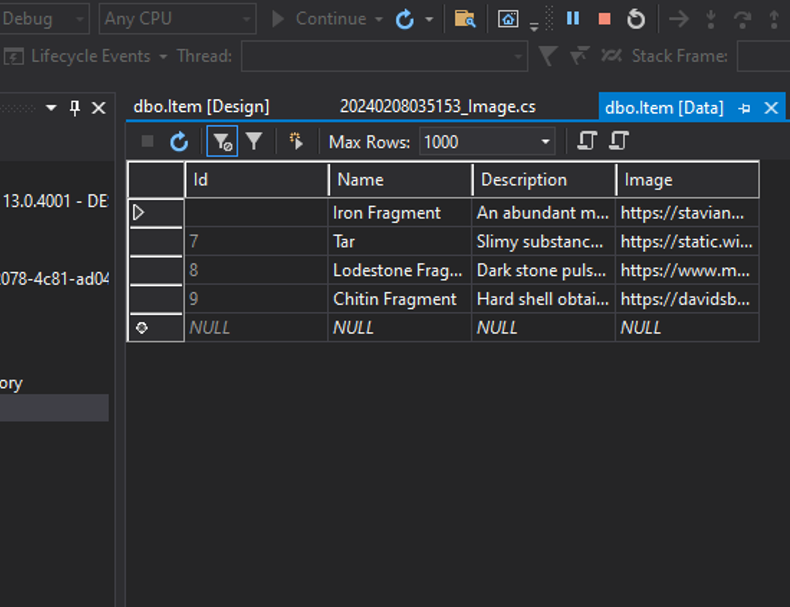 Debug Any CPU Continue
Lifecycle Events Thread: Stack Frame:
dbo.Item [Design] 20240208035153_Image.cs dbo.Item [Data]
Max Rows: 1000
Id Name Description Image
13.0.4001 - DE
Iron Fragment An abundant m... https://stavian...
7 Tar Slimy substanc... https://static.wi...
8 Lodestone Frag... Dark stone puls... https://www.m...
2078-4c81-ad04
9 Chitin Fragment Hard shell obtai... https://davidsb...
NULL NULL NULL NULL
ory